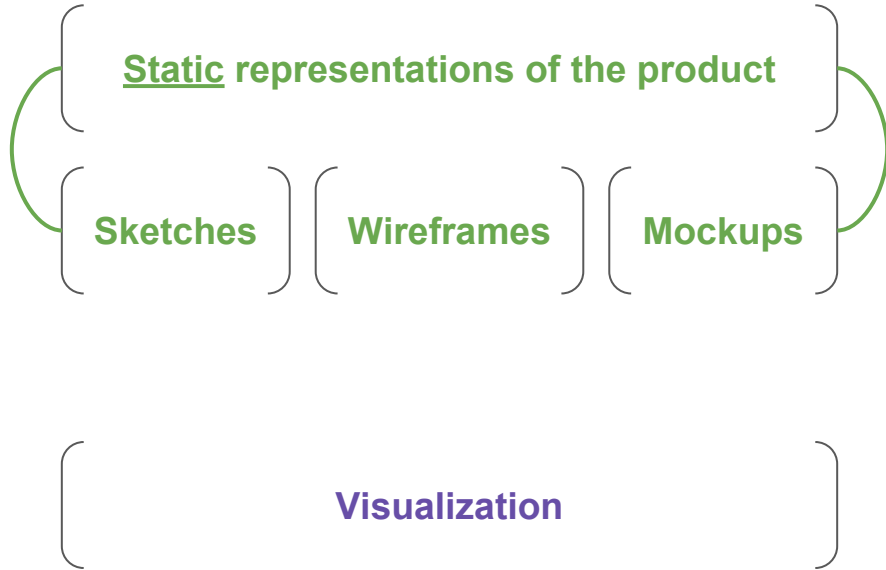 Static representations of the product
Sketches Wireframes Mockups
Visualization